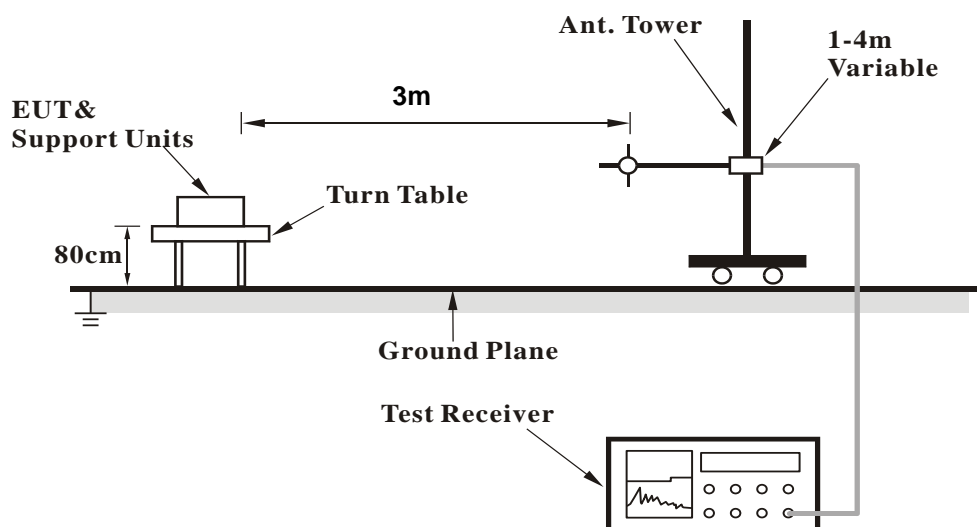 Ant. Tower
1-4m
Variable
3m
EUT&
Support Units
Turn Table
80cm
Ground Plane
Test Receiver